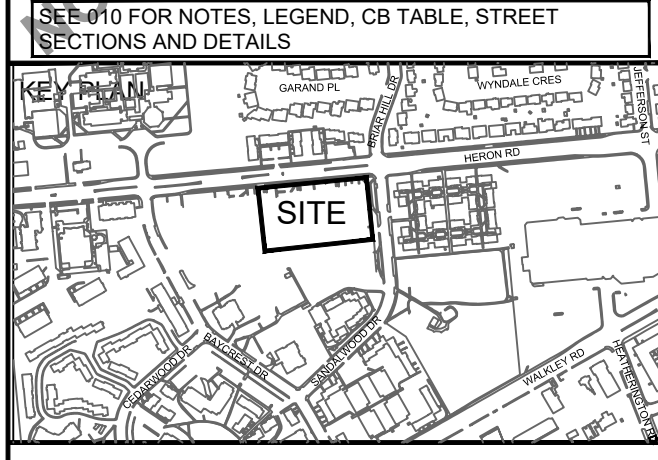 SEE 010 FOR NOTES, LEGEND, CB TABLE, STREET
SECTIONS AND DETAILS
KEY PLAN
GARAND PL
BRIAR HILL DR
WYNDALE CRES
JEFFERSON ST
HERON RD
SITE
CEDARWOOD DR
BAYCREST DR
SANDALWOOD DR
WALKLEY RD
HEATHERINGTON RD